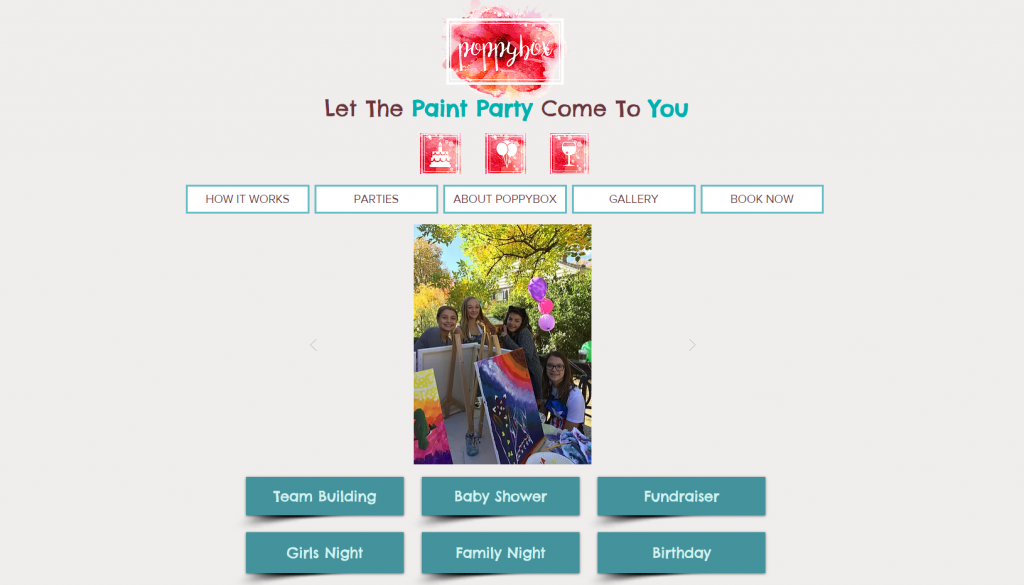 poppybox
Let The Paint Party Come To You
HOW IT WORKS
PARTIES
ABOUT POPPYBOX
GALLERY
BOOK NOW
Team Building
Baby Shower
Fundraiser
Girls Night
Family Night
Birthday